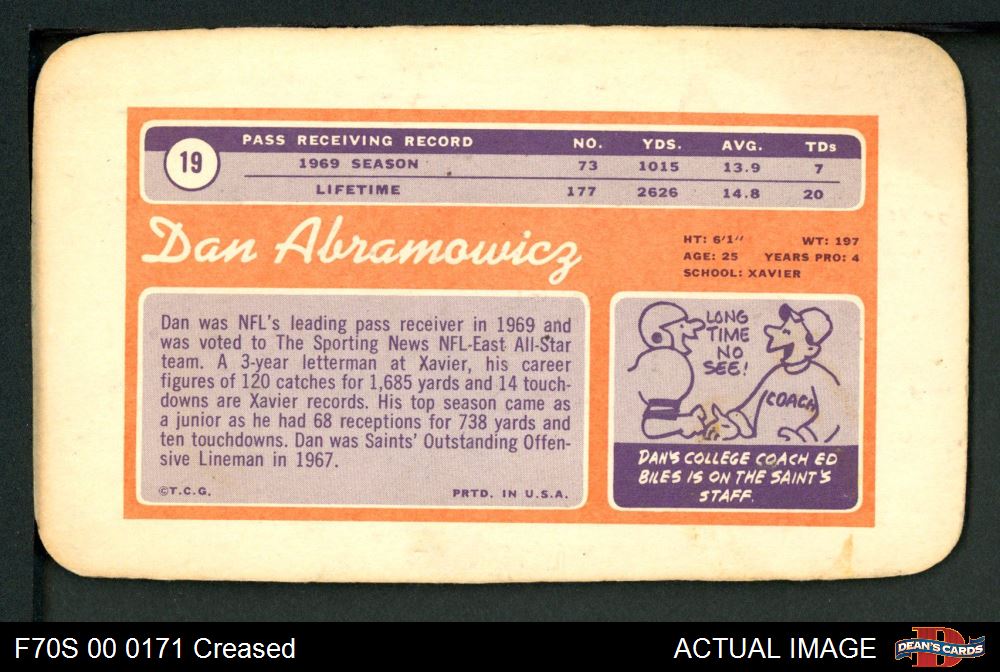 19
PASS RECEIVING RECORD NO. YDS. AVG. TDs
1969 SEASON 73 1015 13.9 7
LIFETIME 177 2626 14.8 20
Dan Abramowicz
HT: 6'1" WT: 197
AGE: 25 YEARS PRO: 4
SCHOOL: XAVIER
Dan was NFL's leading pass receiver in 1969 and
was voted to The Sporting News NFL-East All-Star
team. A 3-year letterman at Xavier, his career
figures of 120 catches for 1,685 yards and 14 touch-
downs are Xavier records. His top season came as
a junior as he had 68 receptions for 738 yards and
ten touchdowns. Dan was Saints' Outstanding Offen-
sive Lineman in 1967.
©T.C.G. PRTD. IN U.S.A.
LONG
TIME
NO
SEE!
COACH
DAN'S COLLEGE COACH ED
BILES IS ON THE SAINT'S
STAFF.
F70S 00 0171 Creased
ACTUAL IMAGE
D
DEAN'S CARDS